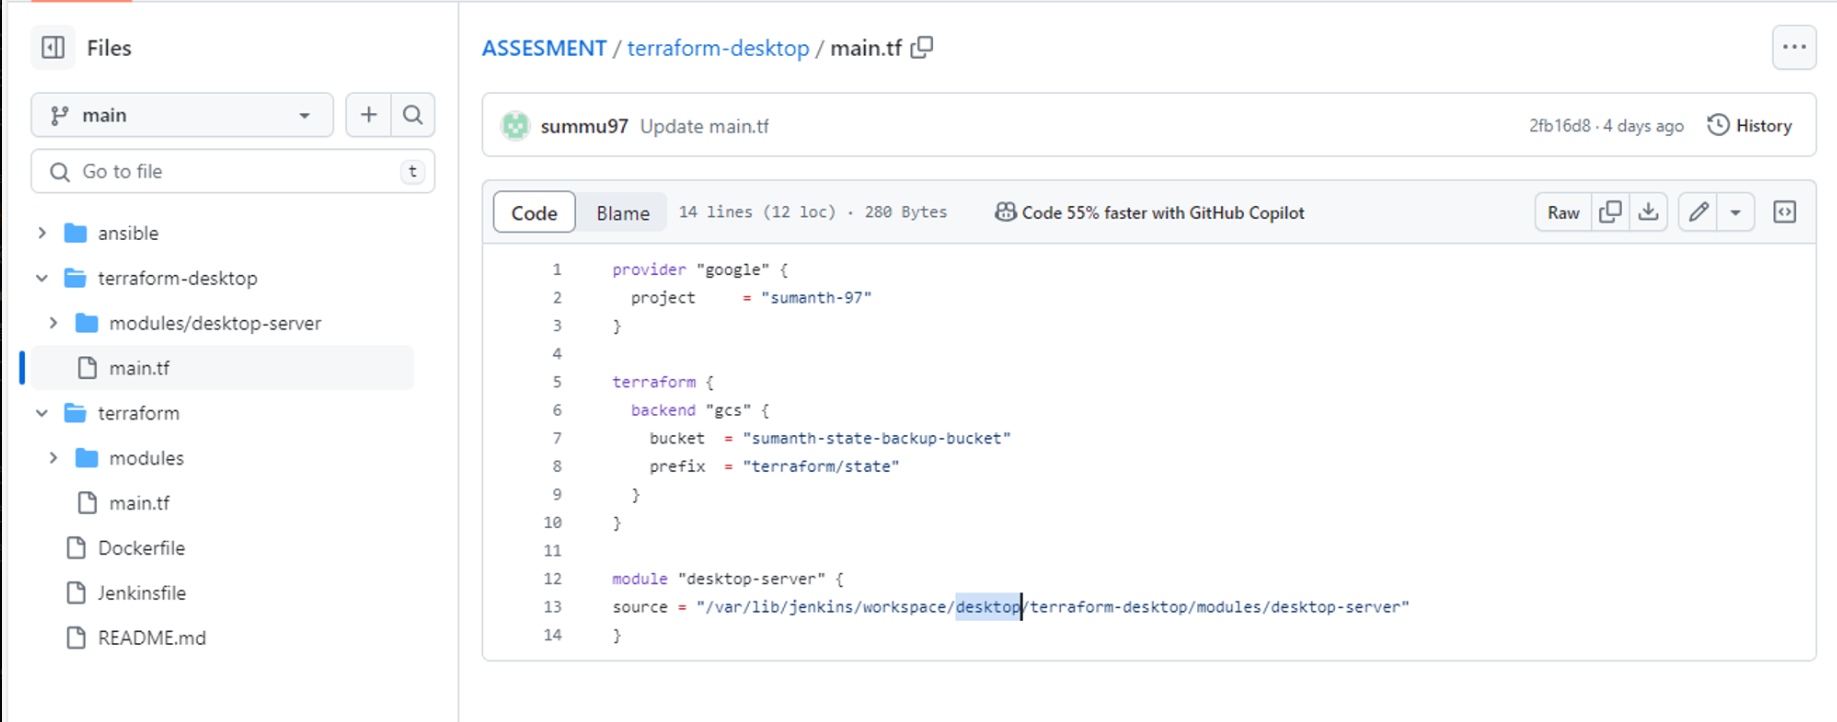 Files
main
Go to file
t
ansible
terraform-desktop
modules/desktop-server
main.tf
terraform
modules
main.tf
Dockerfile
Jenkinsfile
README.md
ASSESMENT / terraform-desktop / main.tf
summu97 Update main.tf
2fb16d8 · 4 days ago
History
Code
Blame
14 lines (12 loc) · 280 Bytes
Code 55% faster with GitHub Copilot
Raw
1 provider "google" {
2   project     = "sumanth-97"
3 }
4
5 terraform {
6   backend "gcs" {
7     bucket  = "sumanth-state-backup-bucket"
8     prefix  = "terraform/state"
9   }
10 }
11
12 module "desktop-server" {
13 source = "/var/lib/jenkins/workspace/desktop/terraform-desktop/modules/desktop-server"
14 }